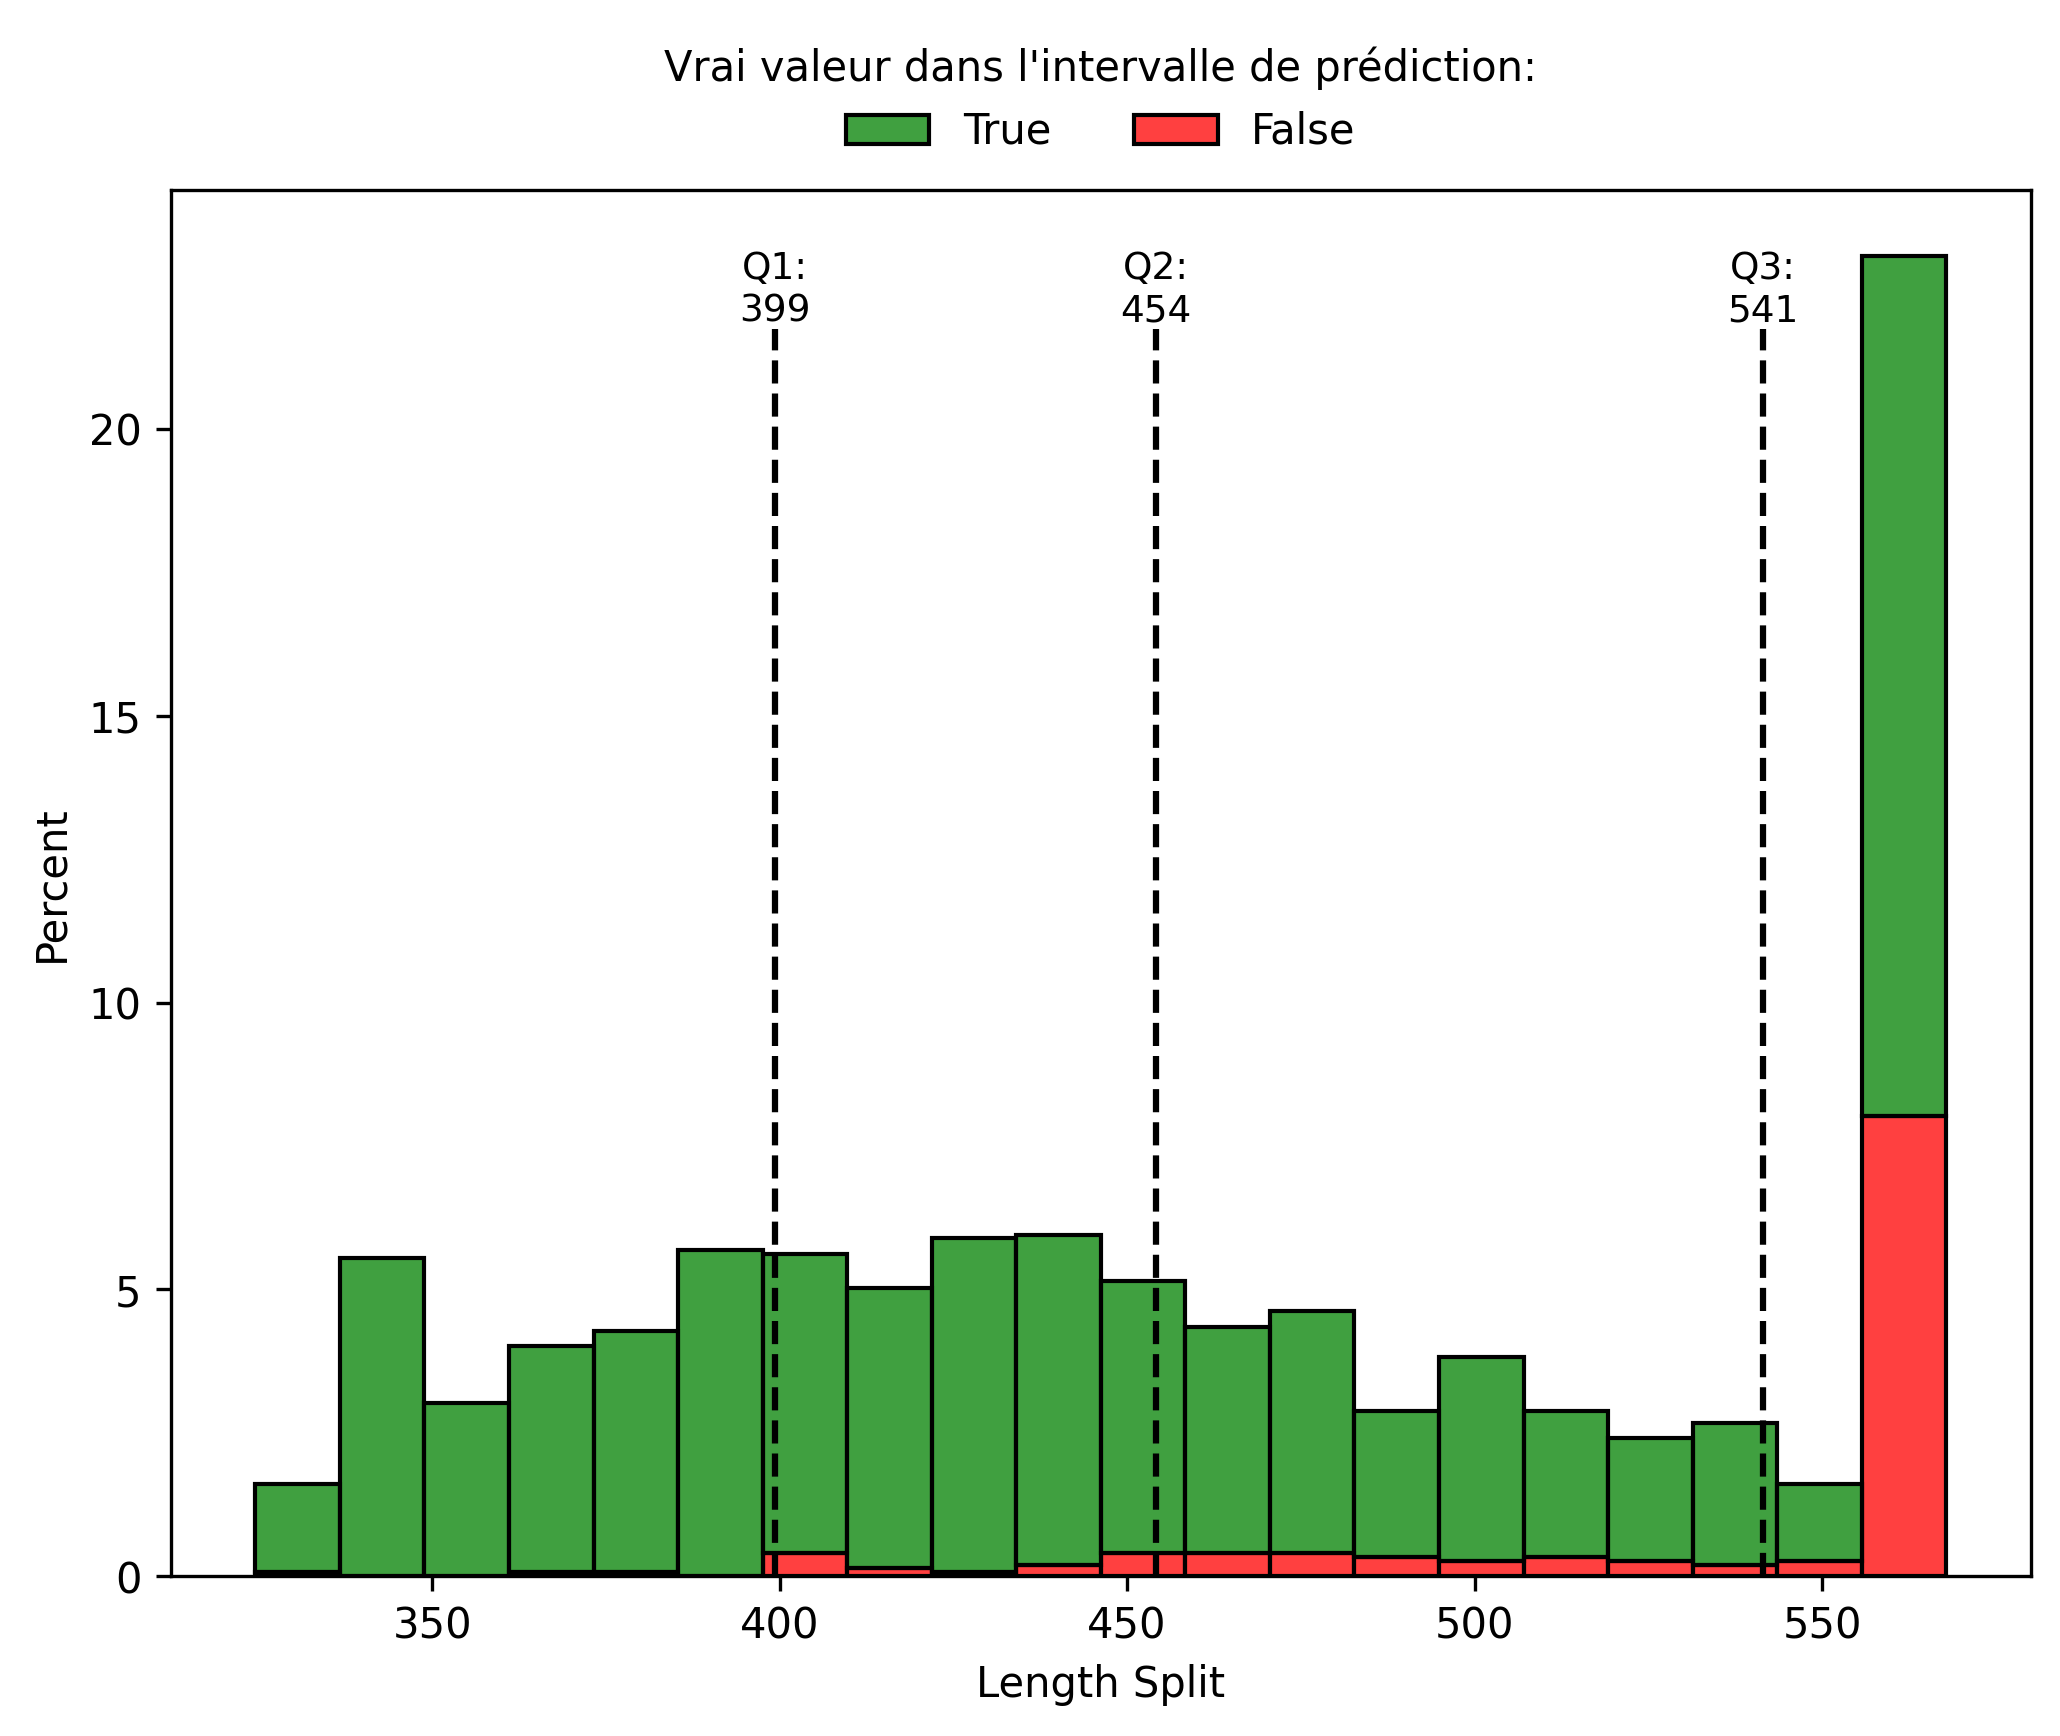 Vrai valeur dans l'intervalle de prédiction:
True False
Q1:
399
Q2:
454
Q3:
541
20
15
10
5
0
Percent
350 400 450 500 550
Length Split